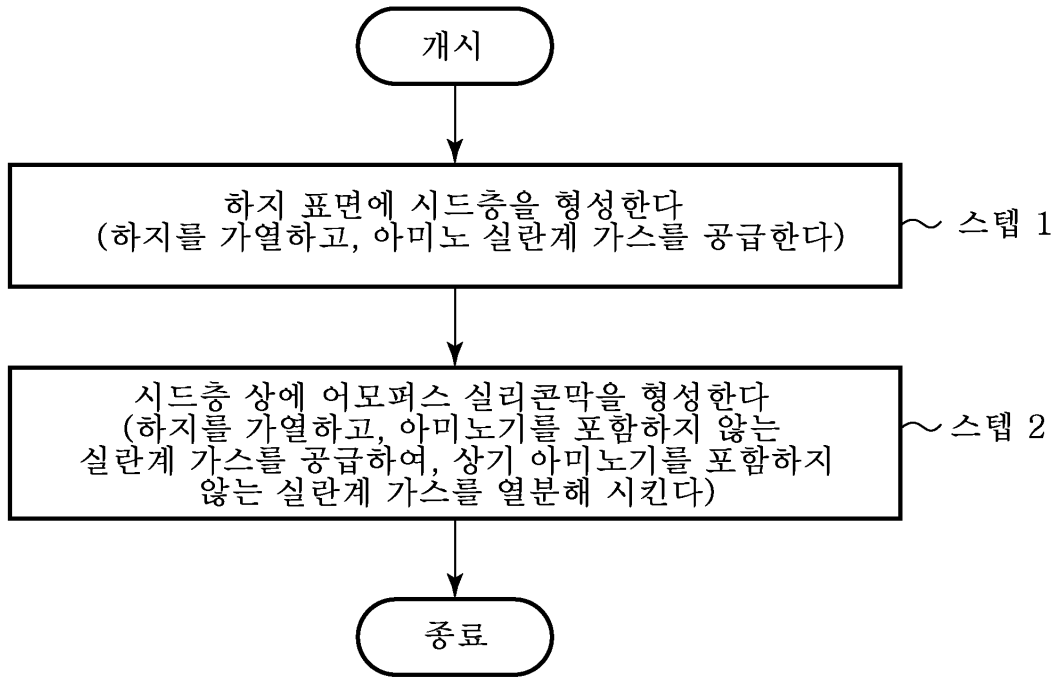 개시
하지 표면에 시드층을 형성한다
(하지를 가열하고, 아미노 실란계 가스를 공급한다)
스텝 1
시드층 상에 어모퍼스 실리콘막을 형성한다
(하지를 가열하고, 아미노기를 포함하지 않는
실란계 가스를 공급하여, 상기 아미노기를 포함하지
않는 실란계 가스를 열분해 시킨다)
스텝 2
종료